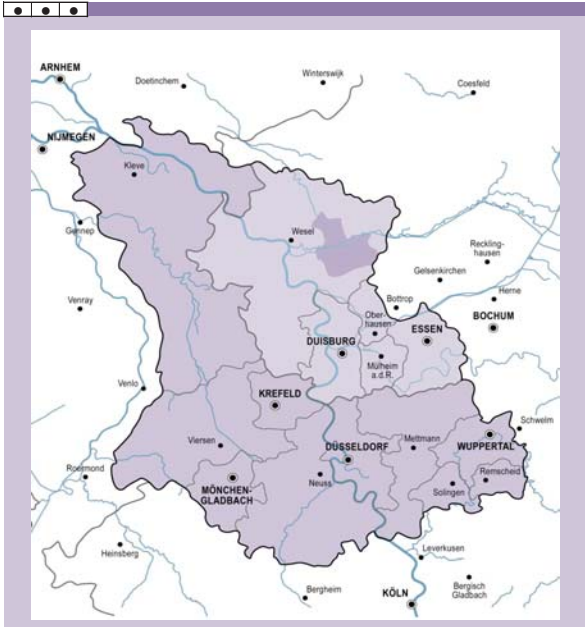 ARNHEM
Doetinchem
Winterswijk
Coesfeld
NIJMEGEN
Kleve
Gennep
Wesel
Reckling-
hausen
Gelsenkirchen
Venray
Bottrop
Herne
Ober-
hausen
ESSEN
BOCHUM
DUISBURG
Mülheim
a.d.R.
Venlo
KREFELD
Schwelm
Viersen
DÜSSELDORF
Mettmann
WUPPERTAL
Roermond
MÖNCHEN-
GLADBACH
Neuss
Solingen
Remscheid
Heinsberg
Leverkusen
Bergheim
KÖLN
Bergisch
Gladbach